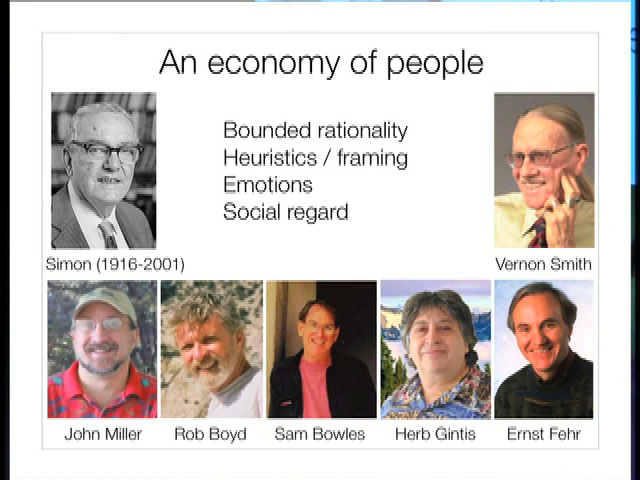 An economy of people
Bounded rationality
Heuristics / framing
Emotions
Social regard
Simon (1916-2001)
Vernon Smith
John Miller
Rob Boyd
Sam Bowles
Herb Gintis
Ernst Fehr